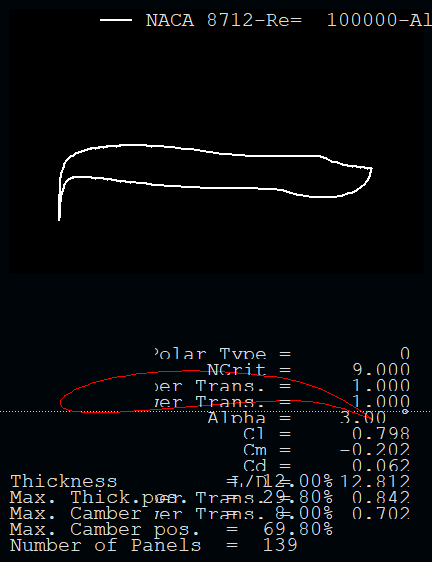 NACA 8712-Re= 100000-Al
Polar Type = 0
NCrit = 9.000
per Trans. = 1.000
wer Trans. = 1.000
Alpha = 3.00 °
Cl = 0.798
Cm = -0.202
Cd = 0.062
L/D = 12.812
Thickness = 12.00%
Max. Thick.pos. = 29.80%
per Trans. = 0.842
Max. Camber = 8.00%
wer Trans. = 0.702
Max. Camber pos. = 69.80%
Number of Panels = 139